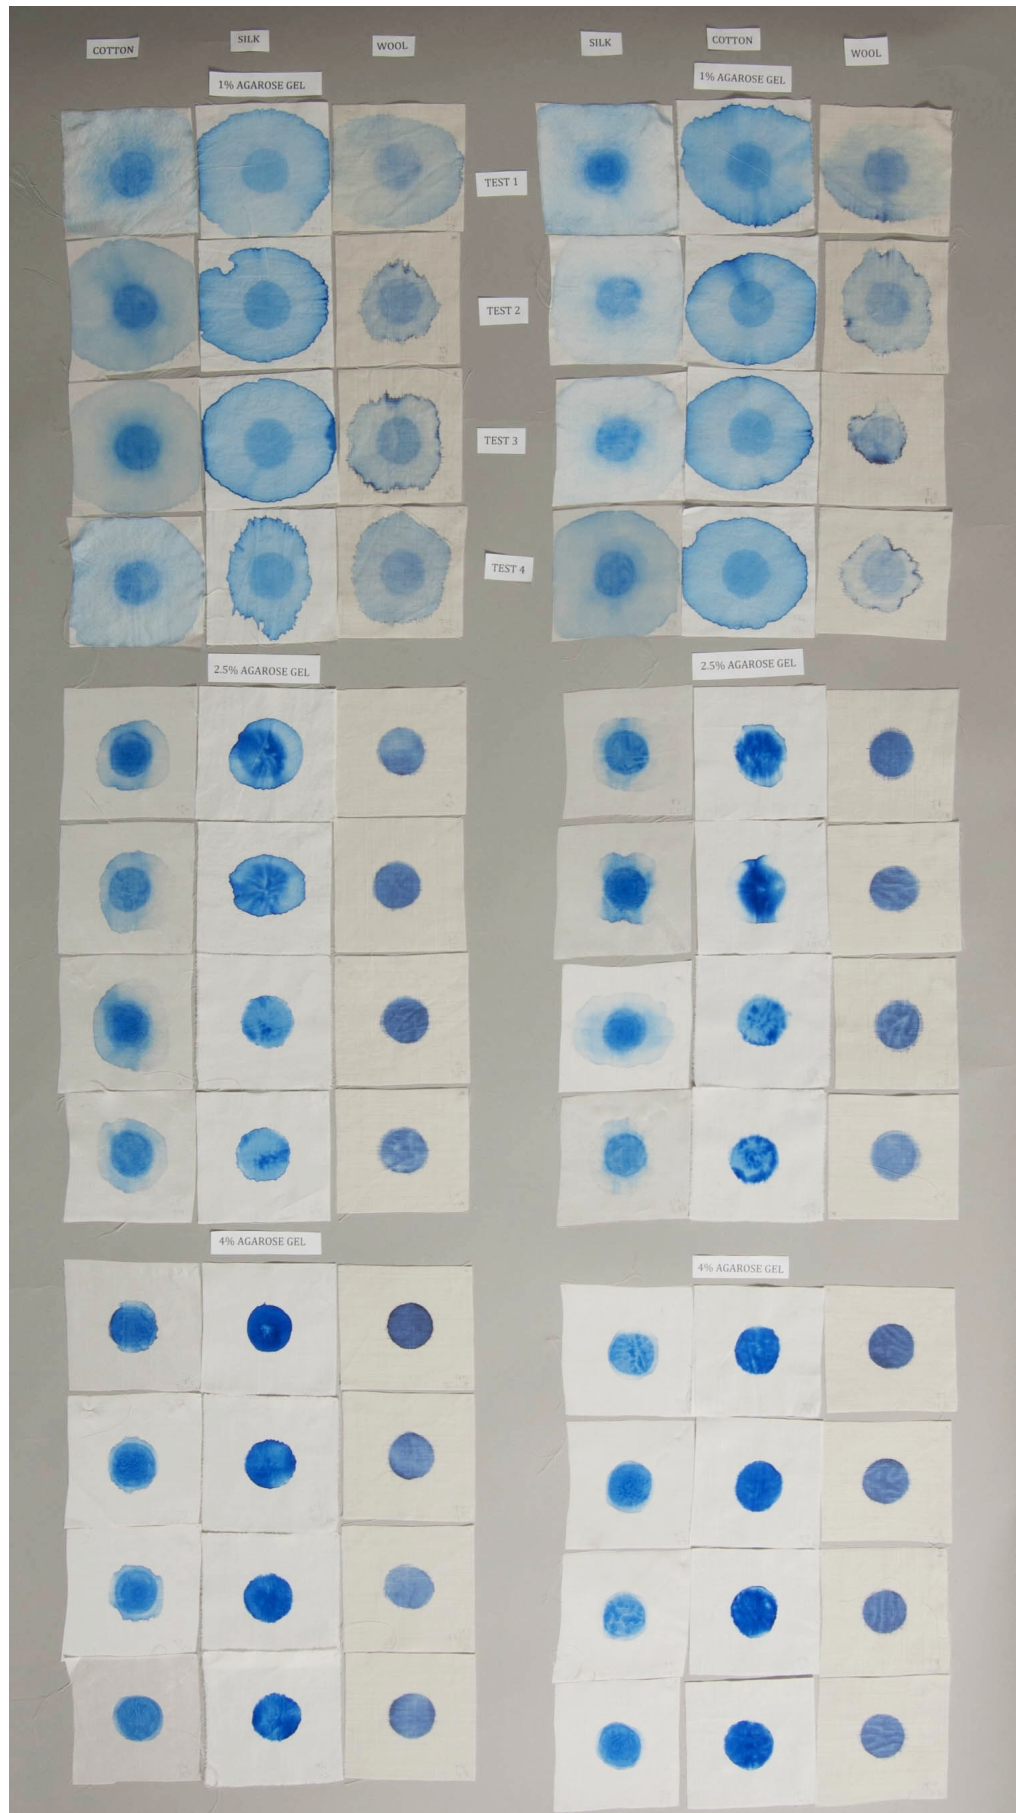 COTTON
SILK
WOOL
SILK
COTTON
WOOL
1% AGAROSE GEL
1% AGAROSE GEL
TEST 1
TEST 2
TEST 3
TEST 4
2.5% AGAROSE GEL
2.5% AGAROSE GEL
4% AGAROSE GEL
4% AGAROSE GEL